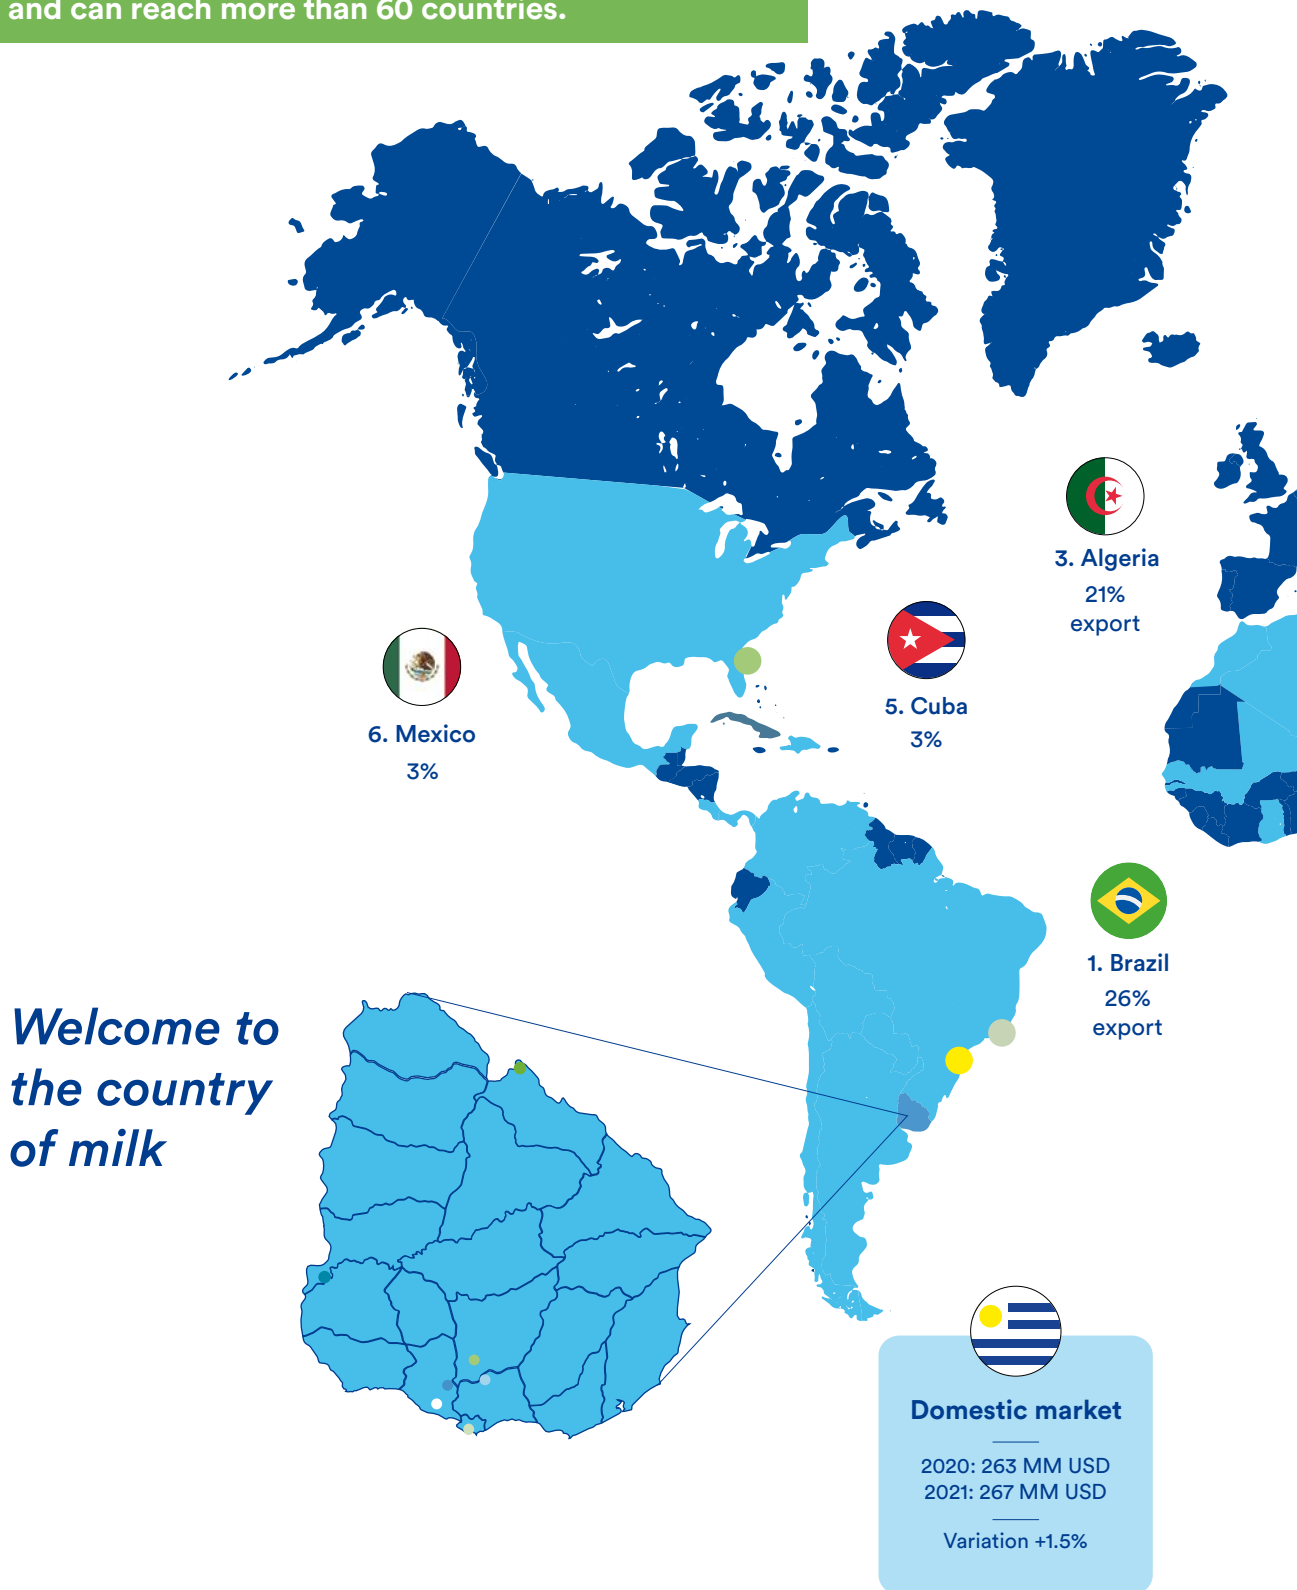 and can reach more than 60 countries.
3. Algeria
21%
export
5. Cuba
3%
6. Mexico
3%
1. Brazil
26%
export
Welcome to
the country
of milk
Domestic market
2020: 263 MM USD
2021: 267 MM USD
Variation +1.5%